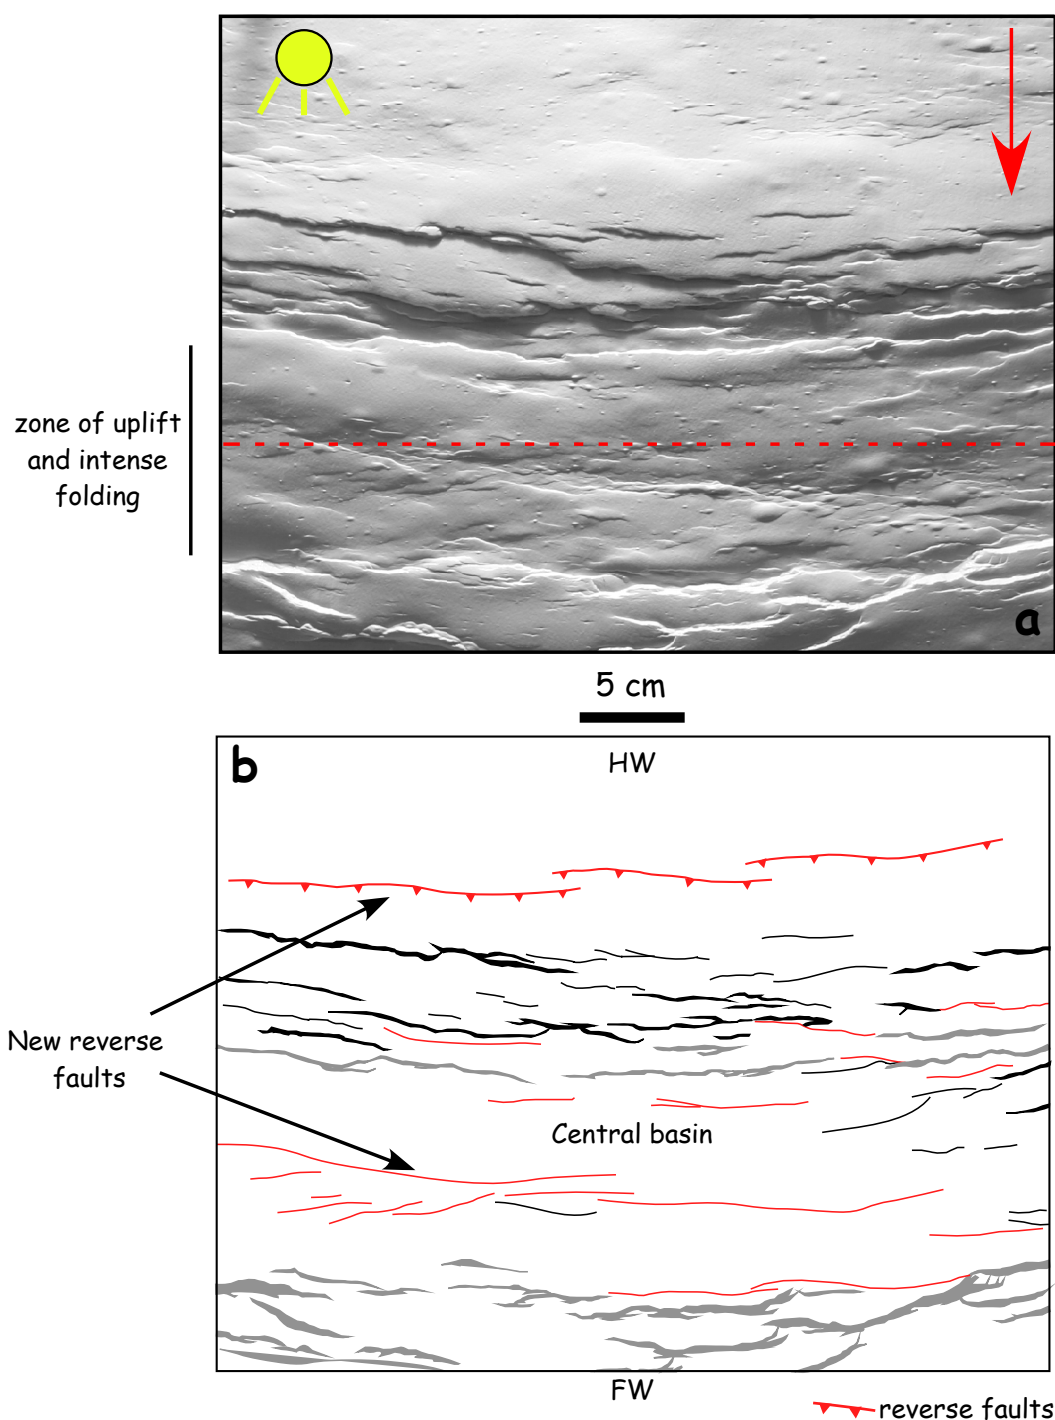 zone of uplift
and intense
folding
a
5 cm
b
HW
New reverse
faults
Central basin
FW
reverse faults